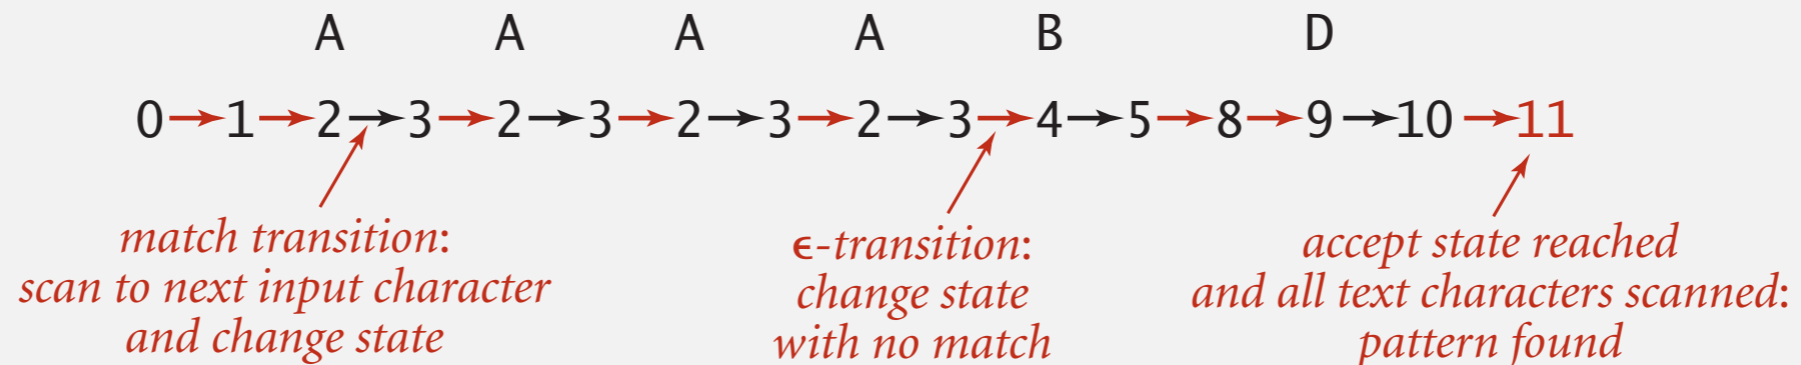 A A A A B D
0 1 2 3 2 3 2 3 2 3 4 5 8 9 10 11
match transition:
scan to next input character
and change state
ϵ-transition:
change state
with no match
accept state reached
and all text characters scanned:
pattern found